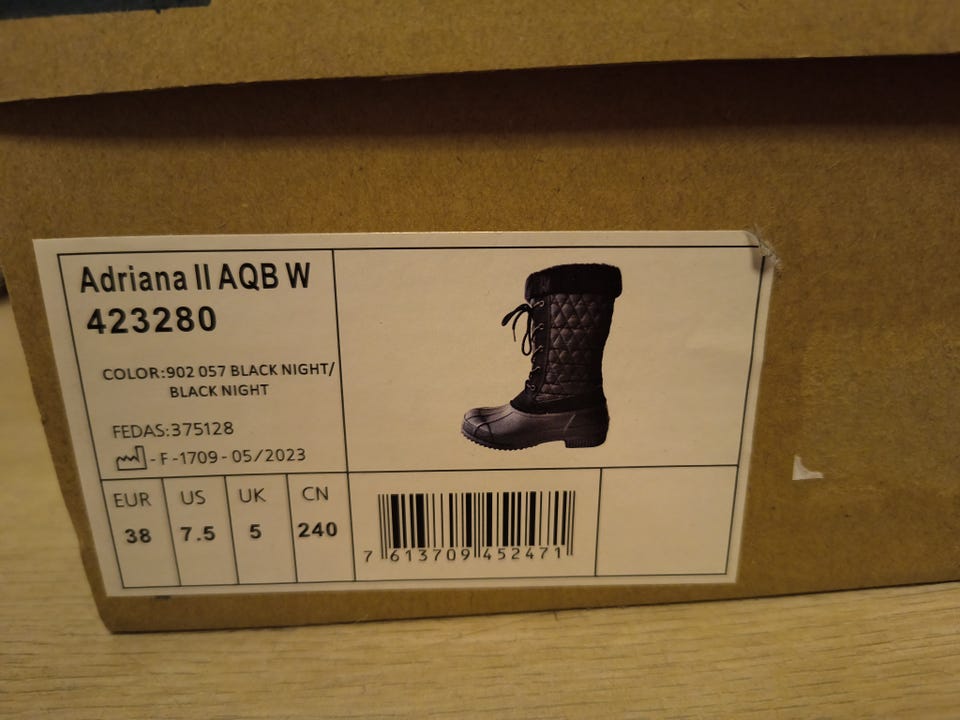 Adriana II AQB W
423280
COLOR:902 057 BLACK NIGHT/
BLACK NIGHT
FEDAS:375128
- F -1709 - 05/2023
EUR US UK CN
38 7.5 5 240
7 613709 452471